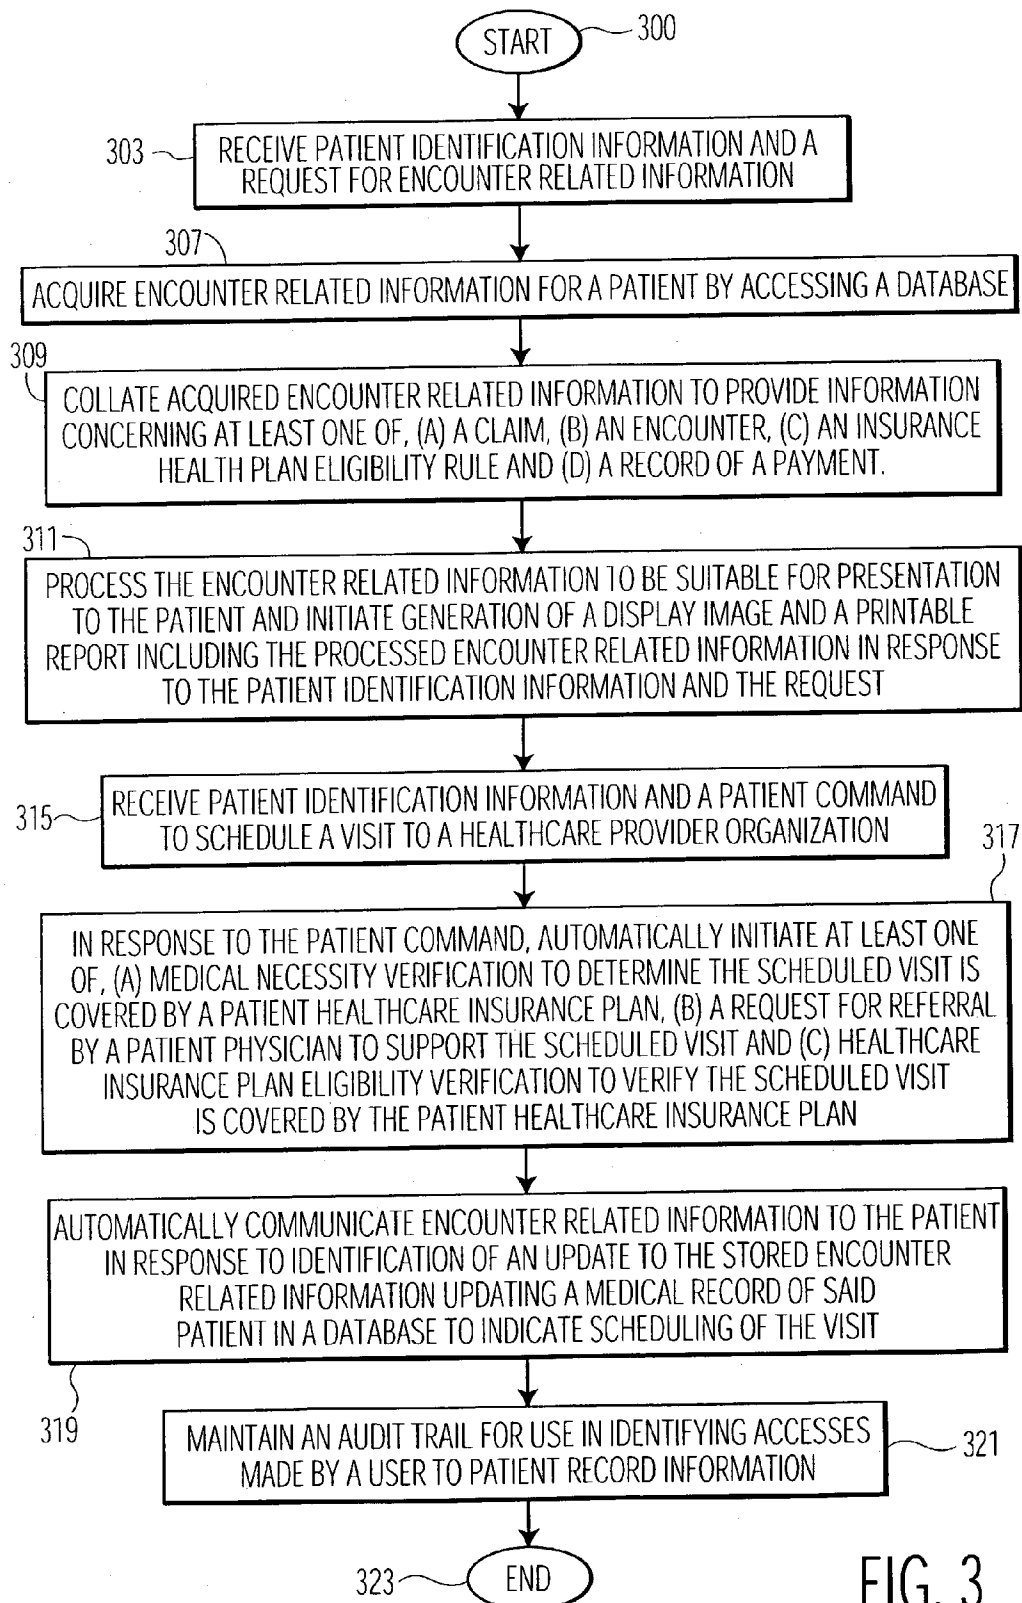 START
300
303
RECEIVE PATIENT IDENTIFICATION INFORMATION AND A
REQUEST FOR ENCOUNTER RELATED INFORMATION
307
ACQUIRE ENCOUNTER RELATED INFORMATION FOR A PATIENT BY ACCESSING A DATABASE
309
COLLATE ACQUIRED ENCOUNTER RELATED INFORMATION TO PROVIDE INFORMATION
CONCERNING AT LEAST ONE OF, (A) A CLAIM, (B) AN ENCOUNTER, (C) AN INSURANCE
HEALTH PLAN ELIGIBILITY RULE AND (D) A RECORD OF A PAYMENT.
311
PROCESS THE ENCOUNTER RELATED INFORMATION TO BE SUITABLE FOR PRESENTATION
TO THE PATIENT AND INITIATE GENERATION OF A DISPLAY IMAGE AND A PRINTABLE
REPORT INCLUDING THE PROCESSED ENCOUNTER RELATED INFORMATION IN RESPONSE
TO THE PATIENT IDENTIFICATION INFORMATION AND THE REQUEST
315
RECEIVE PATIENT IDENTIFICATION INFORMATION AND A PATIENT COMMAND
TO SCHEDULE A VISIT TO A HEALTHCARE PROVIDER ORGANIZATION
317
IN RESPONSE TO THE PATIENT COMMAND, AUTOMATICALLY INITIATE AT LEAST ONE
OF, (A) MEDICAL NECESSITY VERIFICATION TO DETERMINE THE SCHEDULED VISIT IS
COVERED BY A PATIENT HEALTHCARE INSURANCE PLAN, (B) A REQUEST FOR REFERRAL
BY A PATIENT PHYSICIAN TO SUPPORT THE SCHEDULED VISIT AND (C) HEALTHCARE
INSURANCE PLAN ELIGIBILITY VERIFICATION TO VERIFY THE SCHEDULED VISIT
IS COVERED BY THE PATIENT HEALTHCARE INSURANCE PLAN
AUTOMATICALLY COMMUNICATE ENCOUNTER RELATED INFORMATION TO THE PATIENT
IN RESPONSE TO IDENTIFICATION OF AN UPDATE TO THE STORED ENCOUNTER
RELATED INFORMATION UPDATING A MEDICAL RECORD OF SAID
PATIENT IN A DATABASE TO INDICATE SCHEDULING OF THE VISIT
319
MAINTAIN AN AUDIT TRAIL FOR USE IN IDENTIFYING ACCESSES
MADE BY A USER TO PATIENT RECORD INFORMATION
321
323
END
FIG. 3